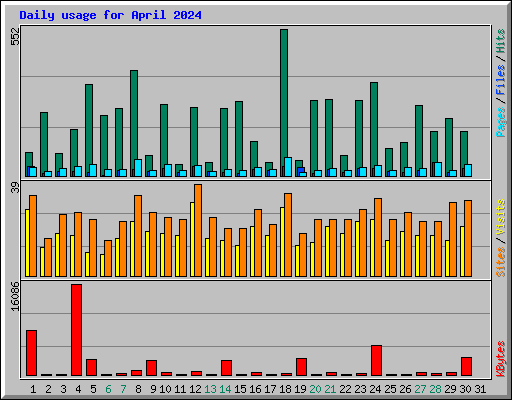 Daily usage for April 2024
552
Pages / Files / Hits
39
Sites / Visits
16086
KBytes
1 2 3 4 5 6 7 8 9 10 11 12 13 14 15 16 17 18 19 20 21 22 23 24 25 26 27 28 29 30 31